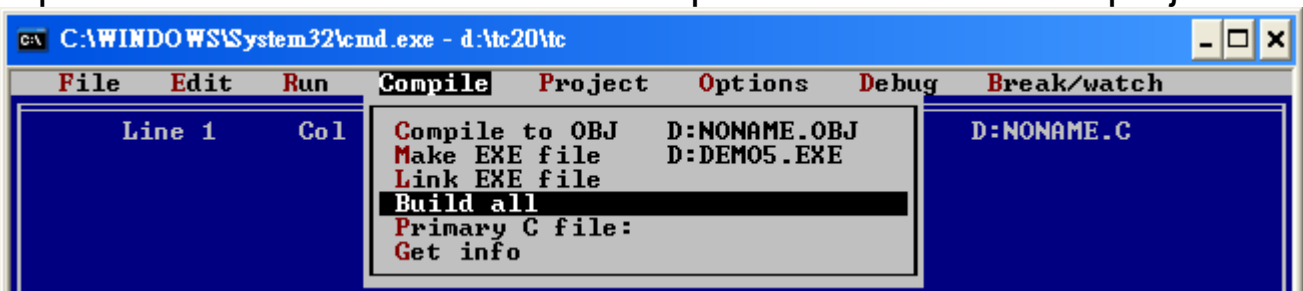 C:\WINDOWS\System32\cmd.exe - d:\tc20\tc
File Edit Run Compile Project Options Debug Break/watch
Line 1 Col D:NONAME.C
Compile to OBJ D:NONAME.OBJ
Make EXE file D:DEMO5.EXE
Link EXE file
Build all
Primary C file:
Get info